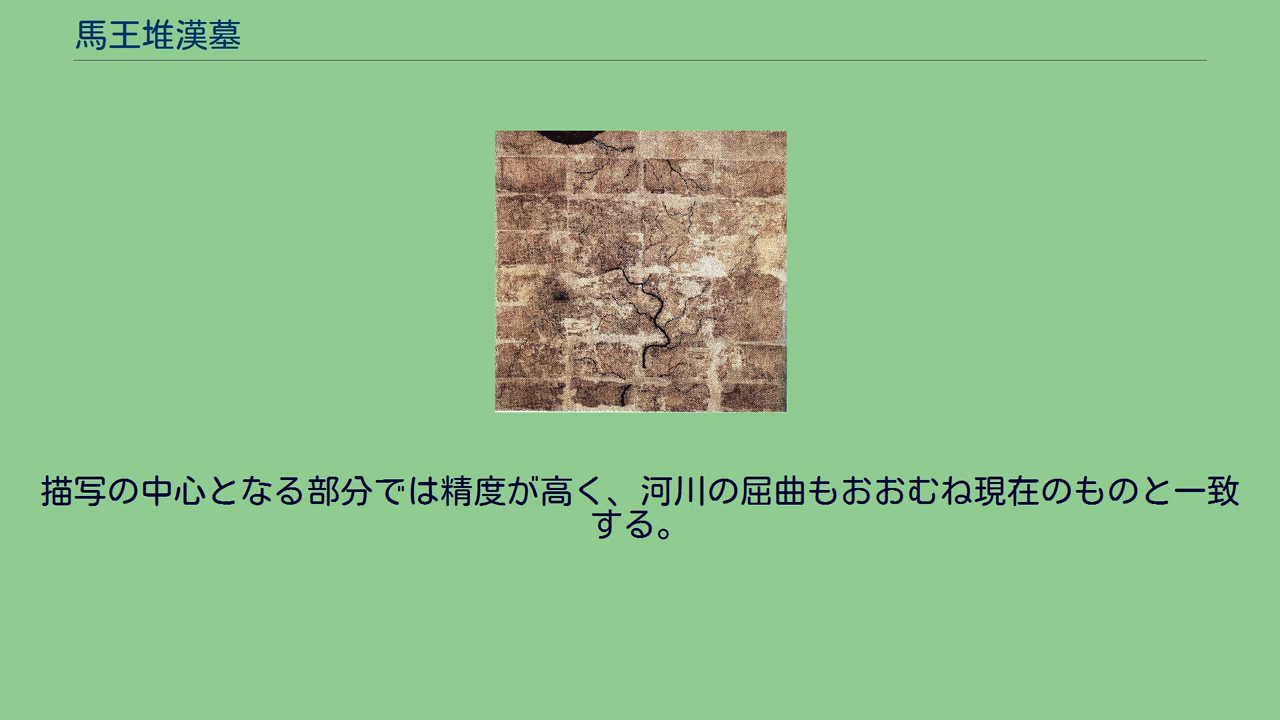 馬王堆漢墓
描写の中心となる部分では精度が高く、河川の屈曲もおおむね現在のものと一致
する。